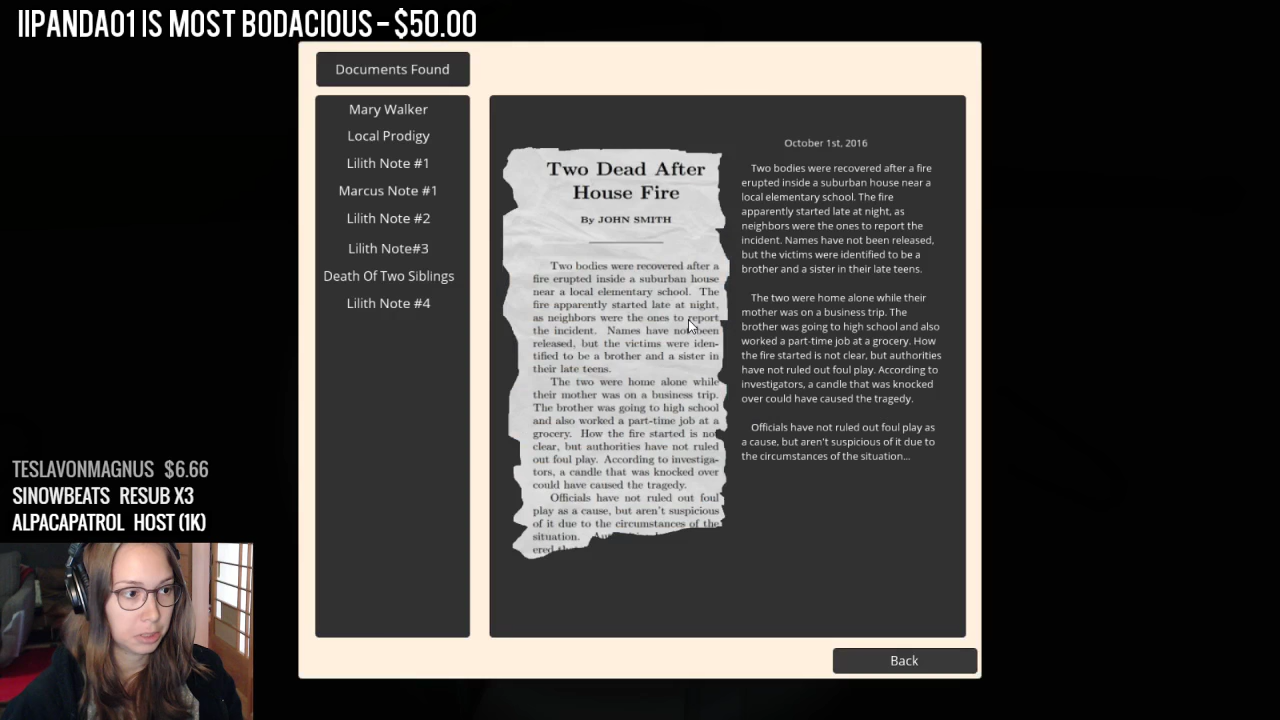 IIPANDA01 IS MOST BODACIOUS - $50.00
Documents Found
Mary Walker
Local Prodigy
Lilith Note #1
Marcus Note #1
Lilith Note #2
Lilith Note#3
Death Of Two Siblings
Lilith Note #4
Two Dead After
House Fire
By JOHN SMITH
Two bodies were recovered after a
fire erupted inside a suburban house
near a local elementary school. The
fire apparently started late at night,
as neighbors were the ones to report
the incident. Names have not been
released, but the victims were iden-
tified to be a brother and a sister in
their late teens.
The two were home alone while
their mother was on a business trip.
The brother was going to high school
and also worked a part-time job at a
grocery. How the fire started is not
clear, but authorities have not ruled
out foul play. According to investiga-
tors, a candle that was knocked over
could have caused the tragedy.
Officials have not ruled out foul
play as a cause, but aren't suspicious
of it due to the circumstances of the
situation.
October 1st, 2016
Two bodies were recovered after a fire
erupted inside a suburban house near a
local elementary school. The fire
apparently started late at night, as
neighbors were the ones to report the
incident. Names have not been released,
but the victims were identified to be a
brother and a sister in their late teens.
The two were home alone while their
mother was on a business trip. The
brother was going to high school and also
worked a part-time job at a grocery. How
the fire started is not clear, but authorities
have not ruled out foul play. According to
investigators, a candle that was knocked
over could have caused the tragedy.
Officials have not ruled out foul play as
a cause, but aren't suspicious of it due to
the circumstances of the situation...
Back
TESLAVONMAGNUS $6.66
SINOWBEATS RESUB X3
ALPACAPATROL HOST (1K)